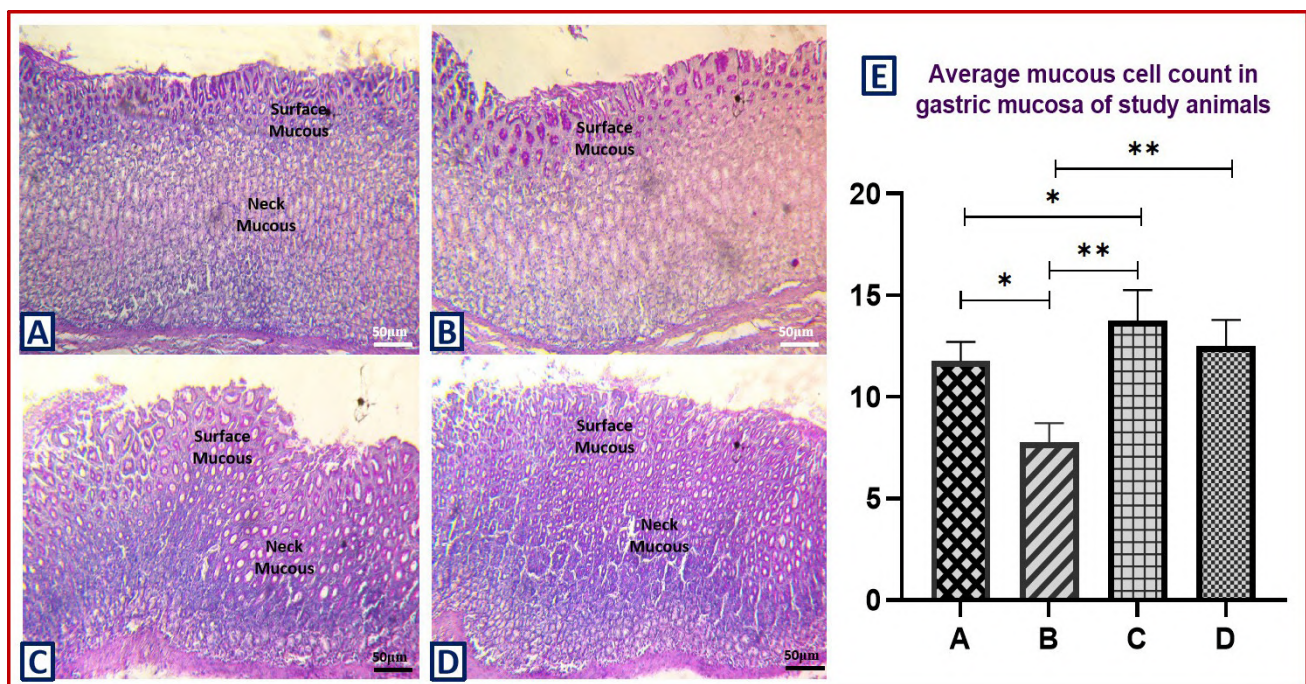 Surface
Mucous
Neck
Mucous
A
50μm
Surface
Mucous
B
50μm
Surface
Mucous
Neck
Mucous
C
50μm
Surface
Mucous
Neck
Mucous
D
50μm
E
Average mucous cell count in
gastric mucosa of study animals
**
*
* **
20
15
10
5
0
A B C D